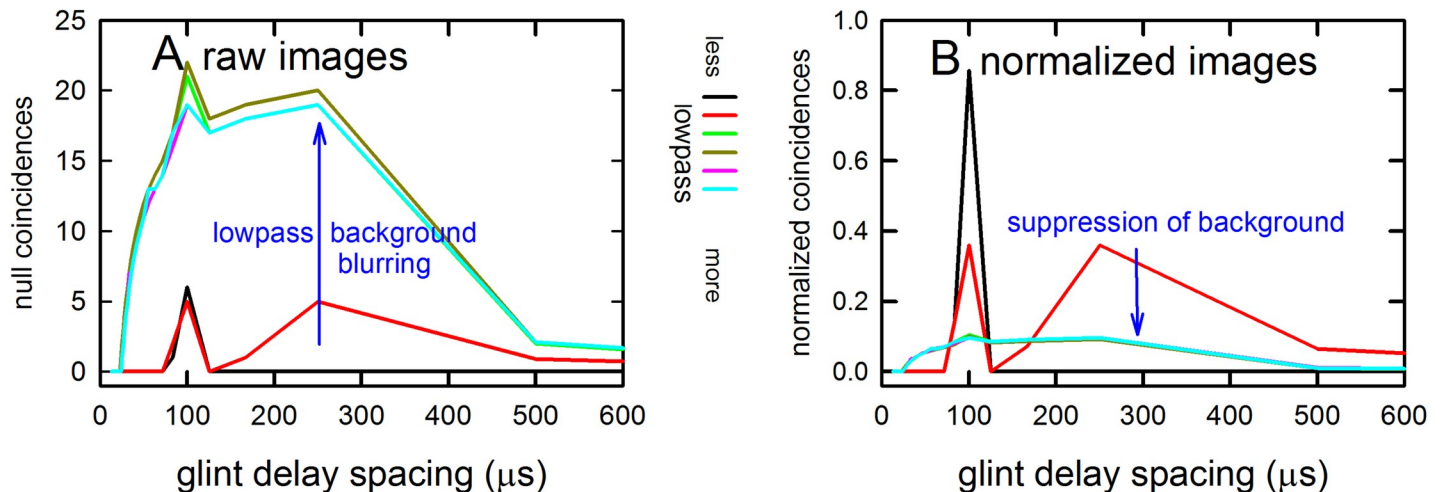 A raw images
25
20
15
10
5
0
null coincidences
0 100 200 300 400 500 600
glint delay spacing (μs)
lowpass background
blurring
less
lowpass
more
B normalized images
1.0
0.8
0.6
0.4
0.2
0.0
normalized coincidences
suppression of background
0 100 200 300 400 500 600
glint delay spacing (μs)